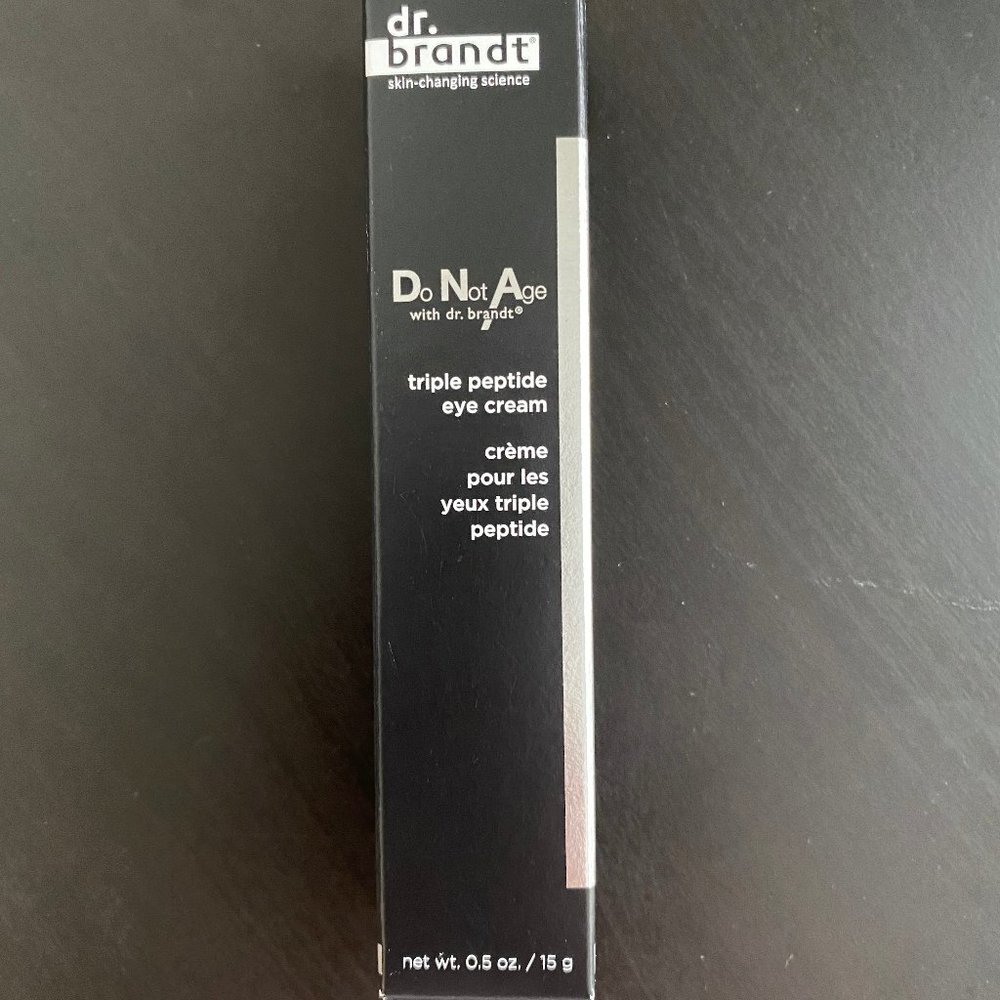 dr.
brandt®
skin-changing science
Do Not Age
with dr. brandt®
triple peptide
eye cream
crème
pour les
yeux triple
peptide
net wt. 0.5 oz. / 15 g